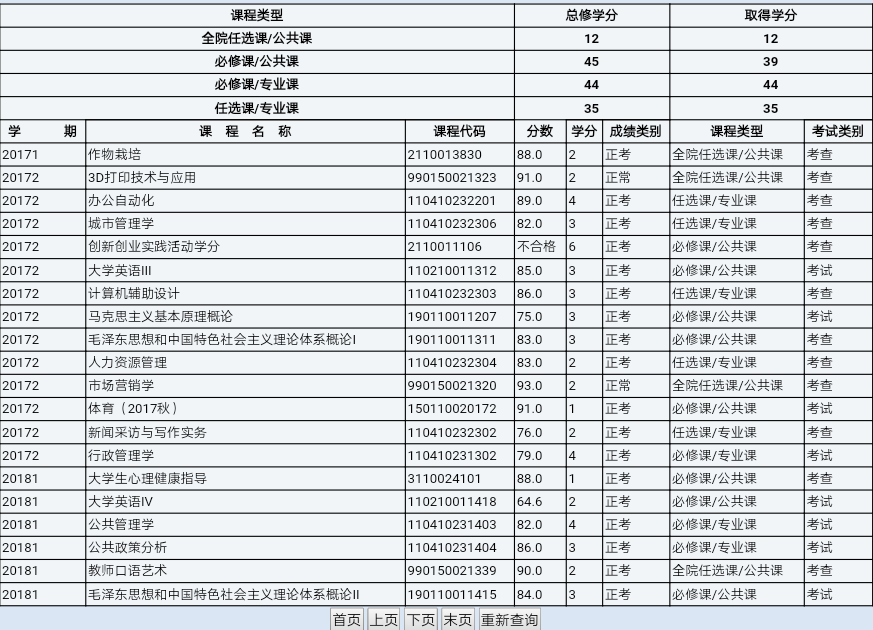 课程类型 总修学分 取得学分
全院任选课/公共课 12 12
必修课/公共课 45 39
必修课/专业课 44 44
任选课/专业课 35 35
学 期 课 程 名 称 课程代码 分数 学分 成绩类别 课程类型 考试类别
20171 作物栽培 2110013830 88.0 2 正考 全院任选课/公共课 考查
20172 3D打印技术与应用 990150021323 91.0 2 正常 全院任选课/公共课 考查
20172 办公自动化 110410232201 89.0 4 正考 任选课/专业课 考查
20172 城市管理学 110410232306 82.0 3 正考 任选课/专业课 考查
20172 创新创业实践活动学分 2110011106 不合格 6 正考 必修课/公共课 考查
20172 大学英语III 110210011312 85.0 3 正考 必修课/公共课 考试
20172 计算机辅助设计 110410232303 86.0 3 正考 任选课/专业课 考查
20172 马克思主义基本原理概论 190110011207 75.0 3 正考 必修课/公共课 考试
20172 毛泽东思想和中国特色社会主义理论体系概论I 190110011311 83.0 3 正考 必修课/公共课 考查
20172 人力资源管理 110410232304 83.0 2 正考 任选课/专业课 考查
20172 市场营销学 990150021320 93.0 2 正常 全院任选课/公共课 考查
20172 体育（2017秋） 150110020172 91.0 1 正考 必修课/公共课 考试
20172 新闻采访与写作实务 110410232302 76.0 2 正考 任选课/专业课 考查
20172 行政管理学 110410231302 79.0 4 正考 必修课/专业课 考试
20181 大学生心理健康指导 3110024101 88.0 1 正考 必修课/公共课 考查
20181 大学英语IV 110210011418 64.6 2 正考 必修课/公共课 考试
20181 公共管理学 110410231403 82.0 4 正考 必修课/专业课 考试
20181 公共政策分析 110410231404 86.0 3 正考 必修课/专业课 考试
20181 教师口语艺术 990150021339 90.0 2 正考 全院任选课/公共课 考查
20181 毛泽东思想和中国特色社会主义理论体系概论II 190110011415 84.0 3 正考 必修课/公共课 考试
首页 上页 下页 末页 重新查询